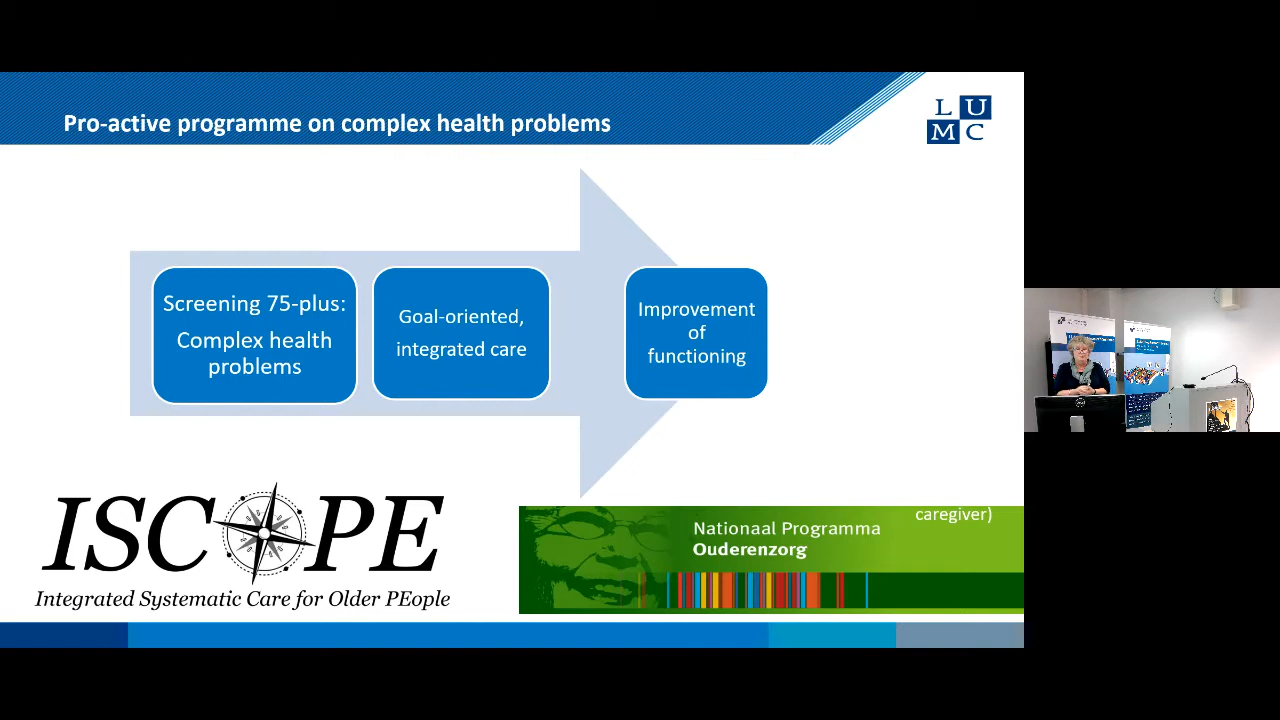 Pro-active programme on complex health problems
L U
M C
Screening 75-plus:
Complex health
problems
Goal-oriented,
integrated care
Improvement
of
functioning
ISCOPE
Integrated Systematic Care for Older PEople
caregiver)
Nationaal Programma
Ouderenzorg